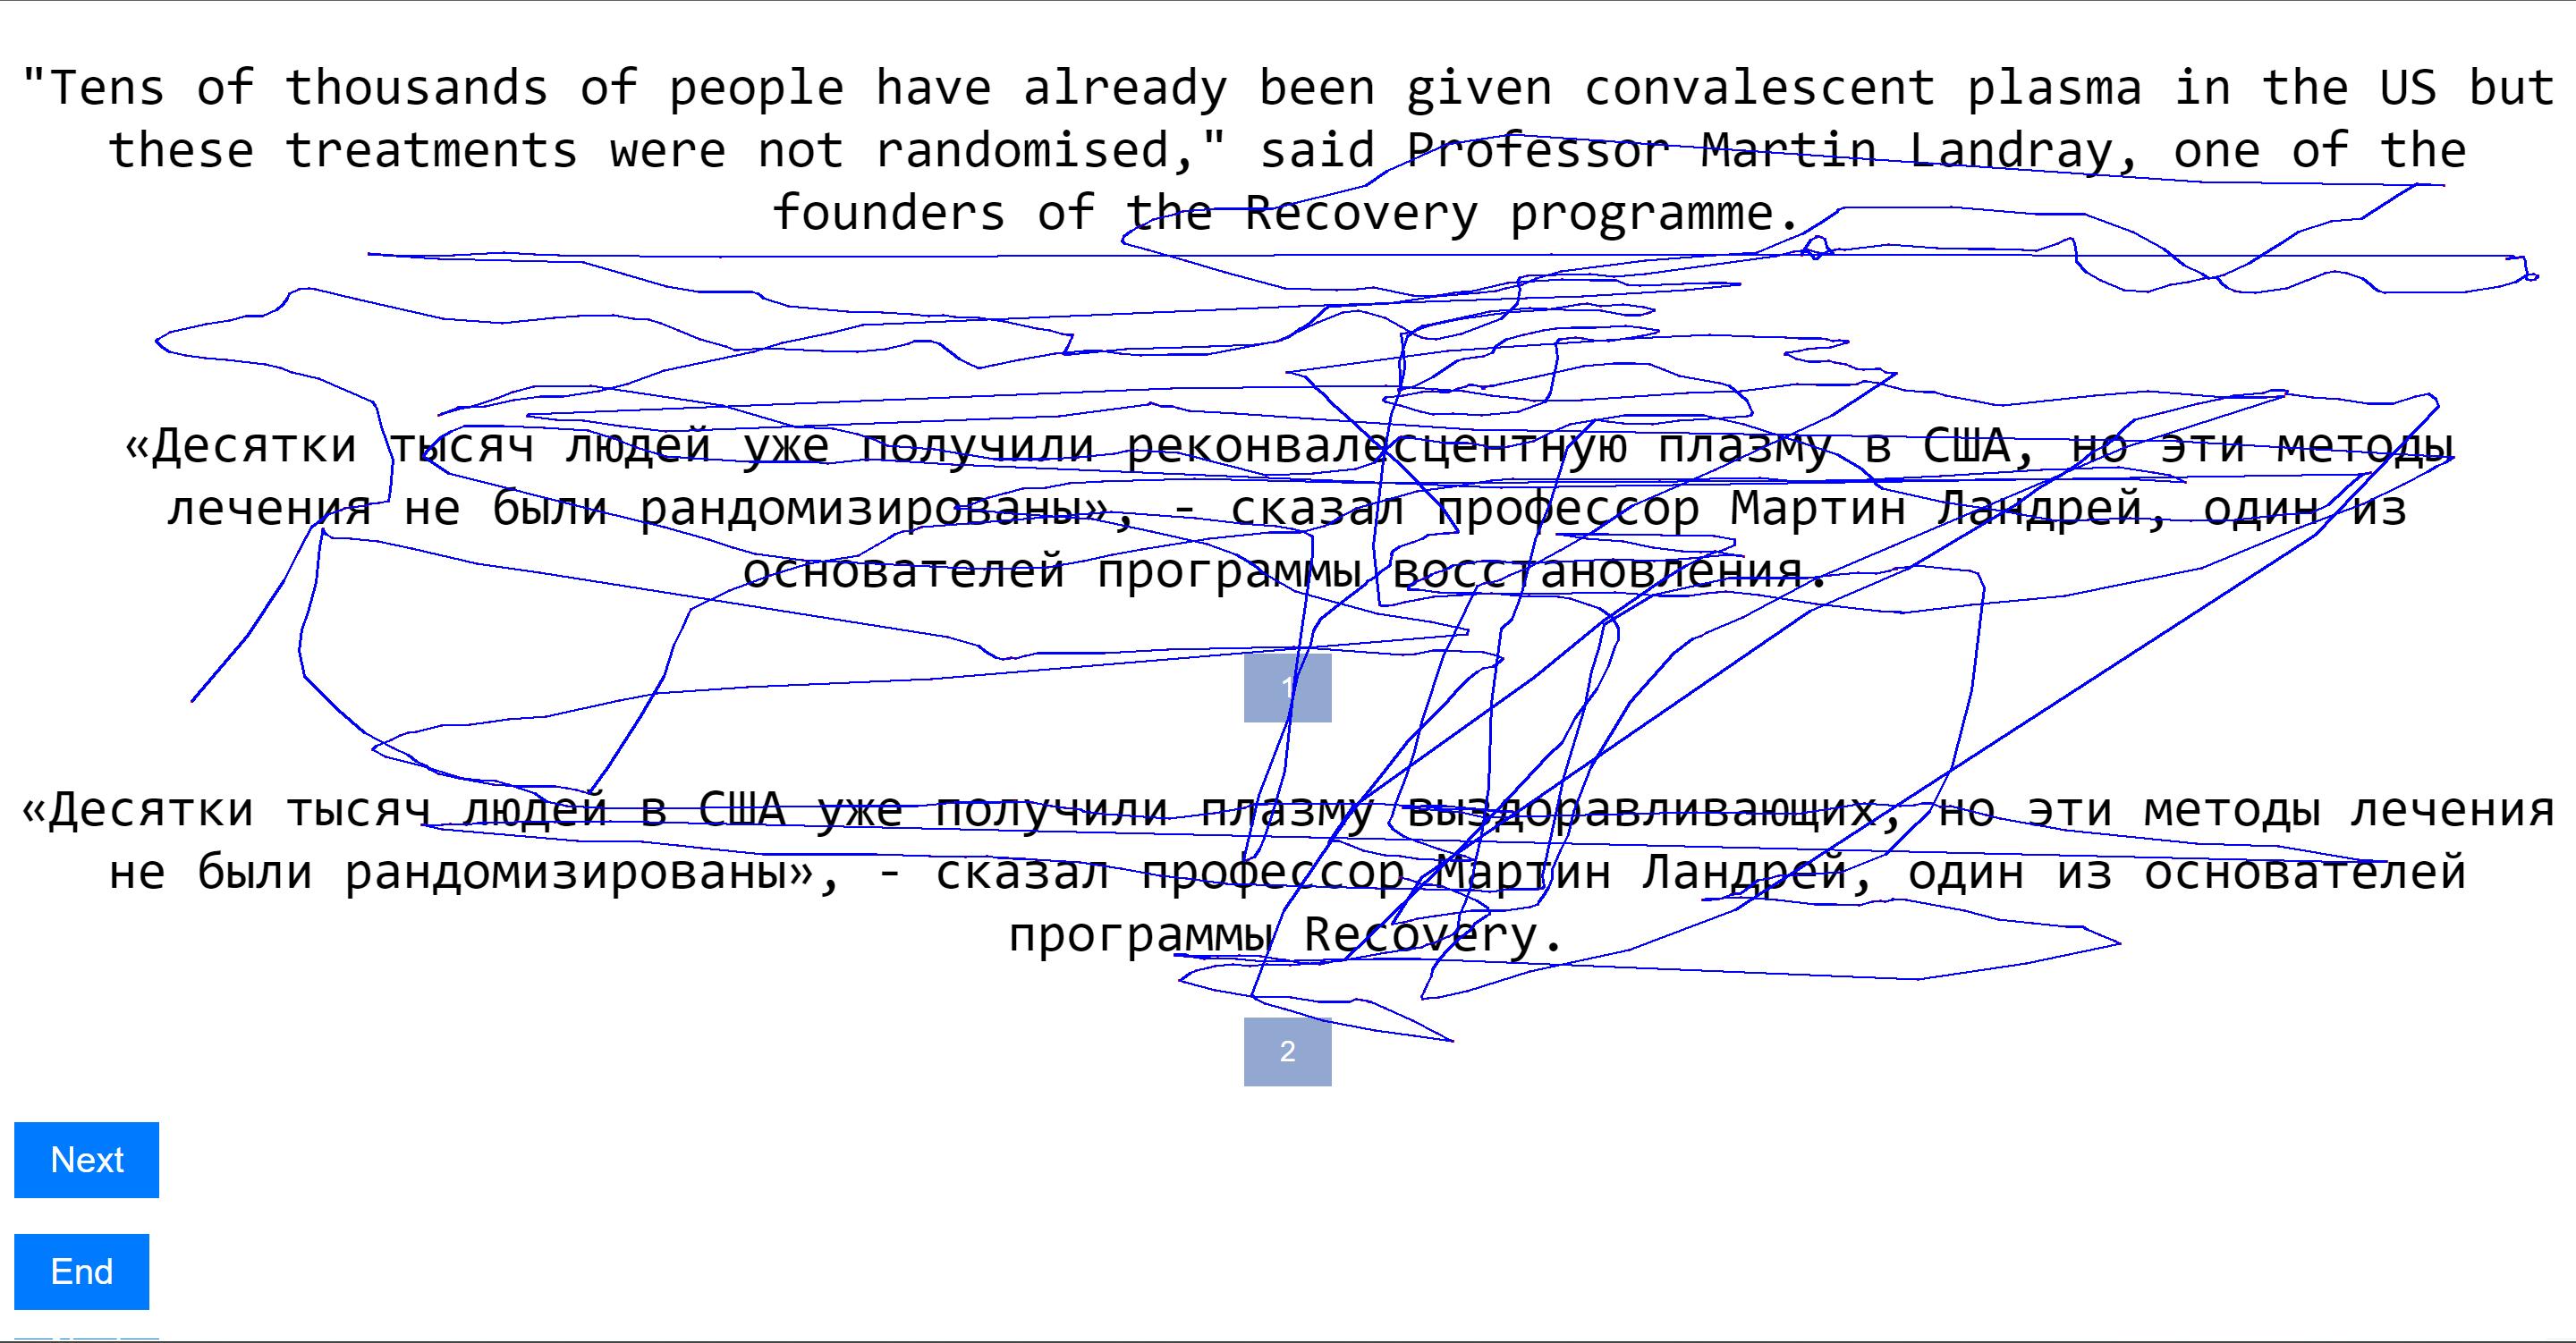 "Tens of thousands of people have already been given convalescent plasma in the US but
these treatments were not randomised," said Professor Martin Landray, one of the
founders of the Recovery programme.
«Десятки тысяч людей уже получили реконвалесцентную плазму в США, но эти методы
лечения не были рандомизированы», - сказал профессор Мартин Ландрей, один из
основателей программы восстановления.
1
«Десятки тысяч людей в США уже получили плазму выздоравливающих, но эти методы лечения
не были рандомизированы», - сказал профессор Мартин Ландрей, один из основателей
программы Recovery.
2
Next
End